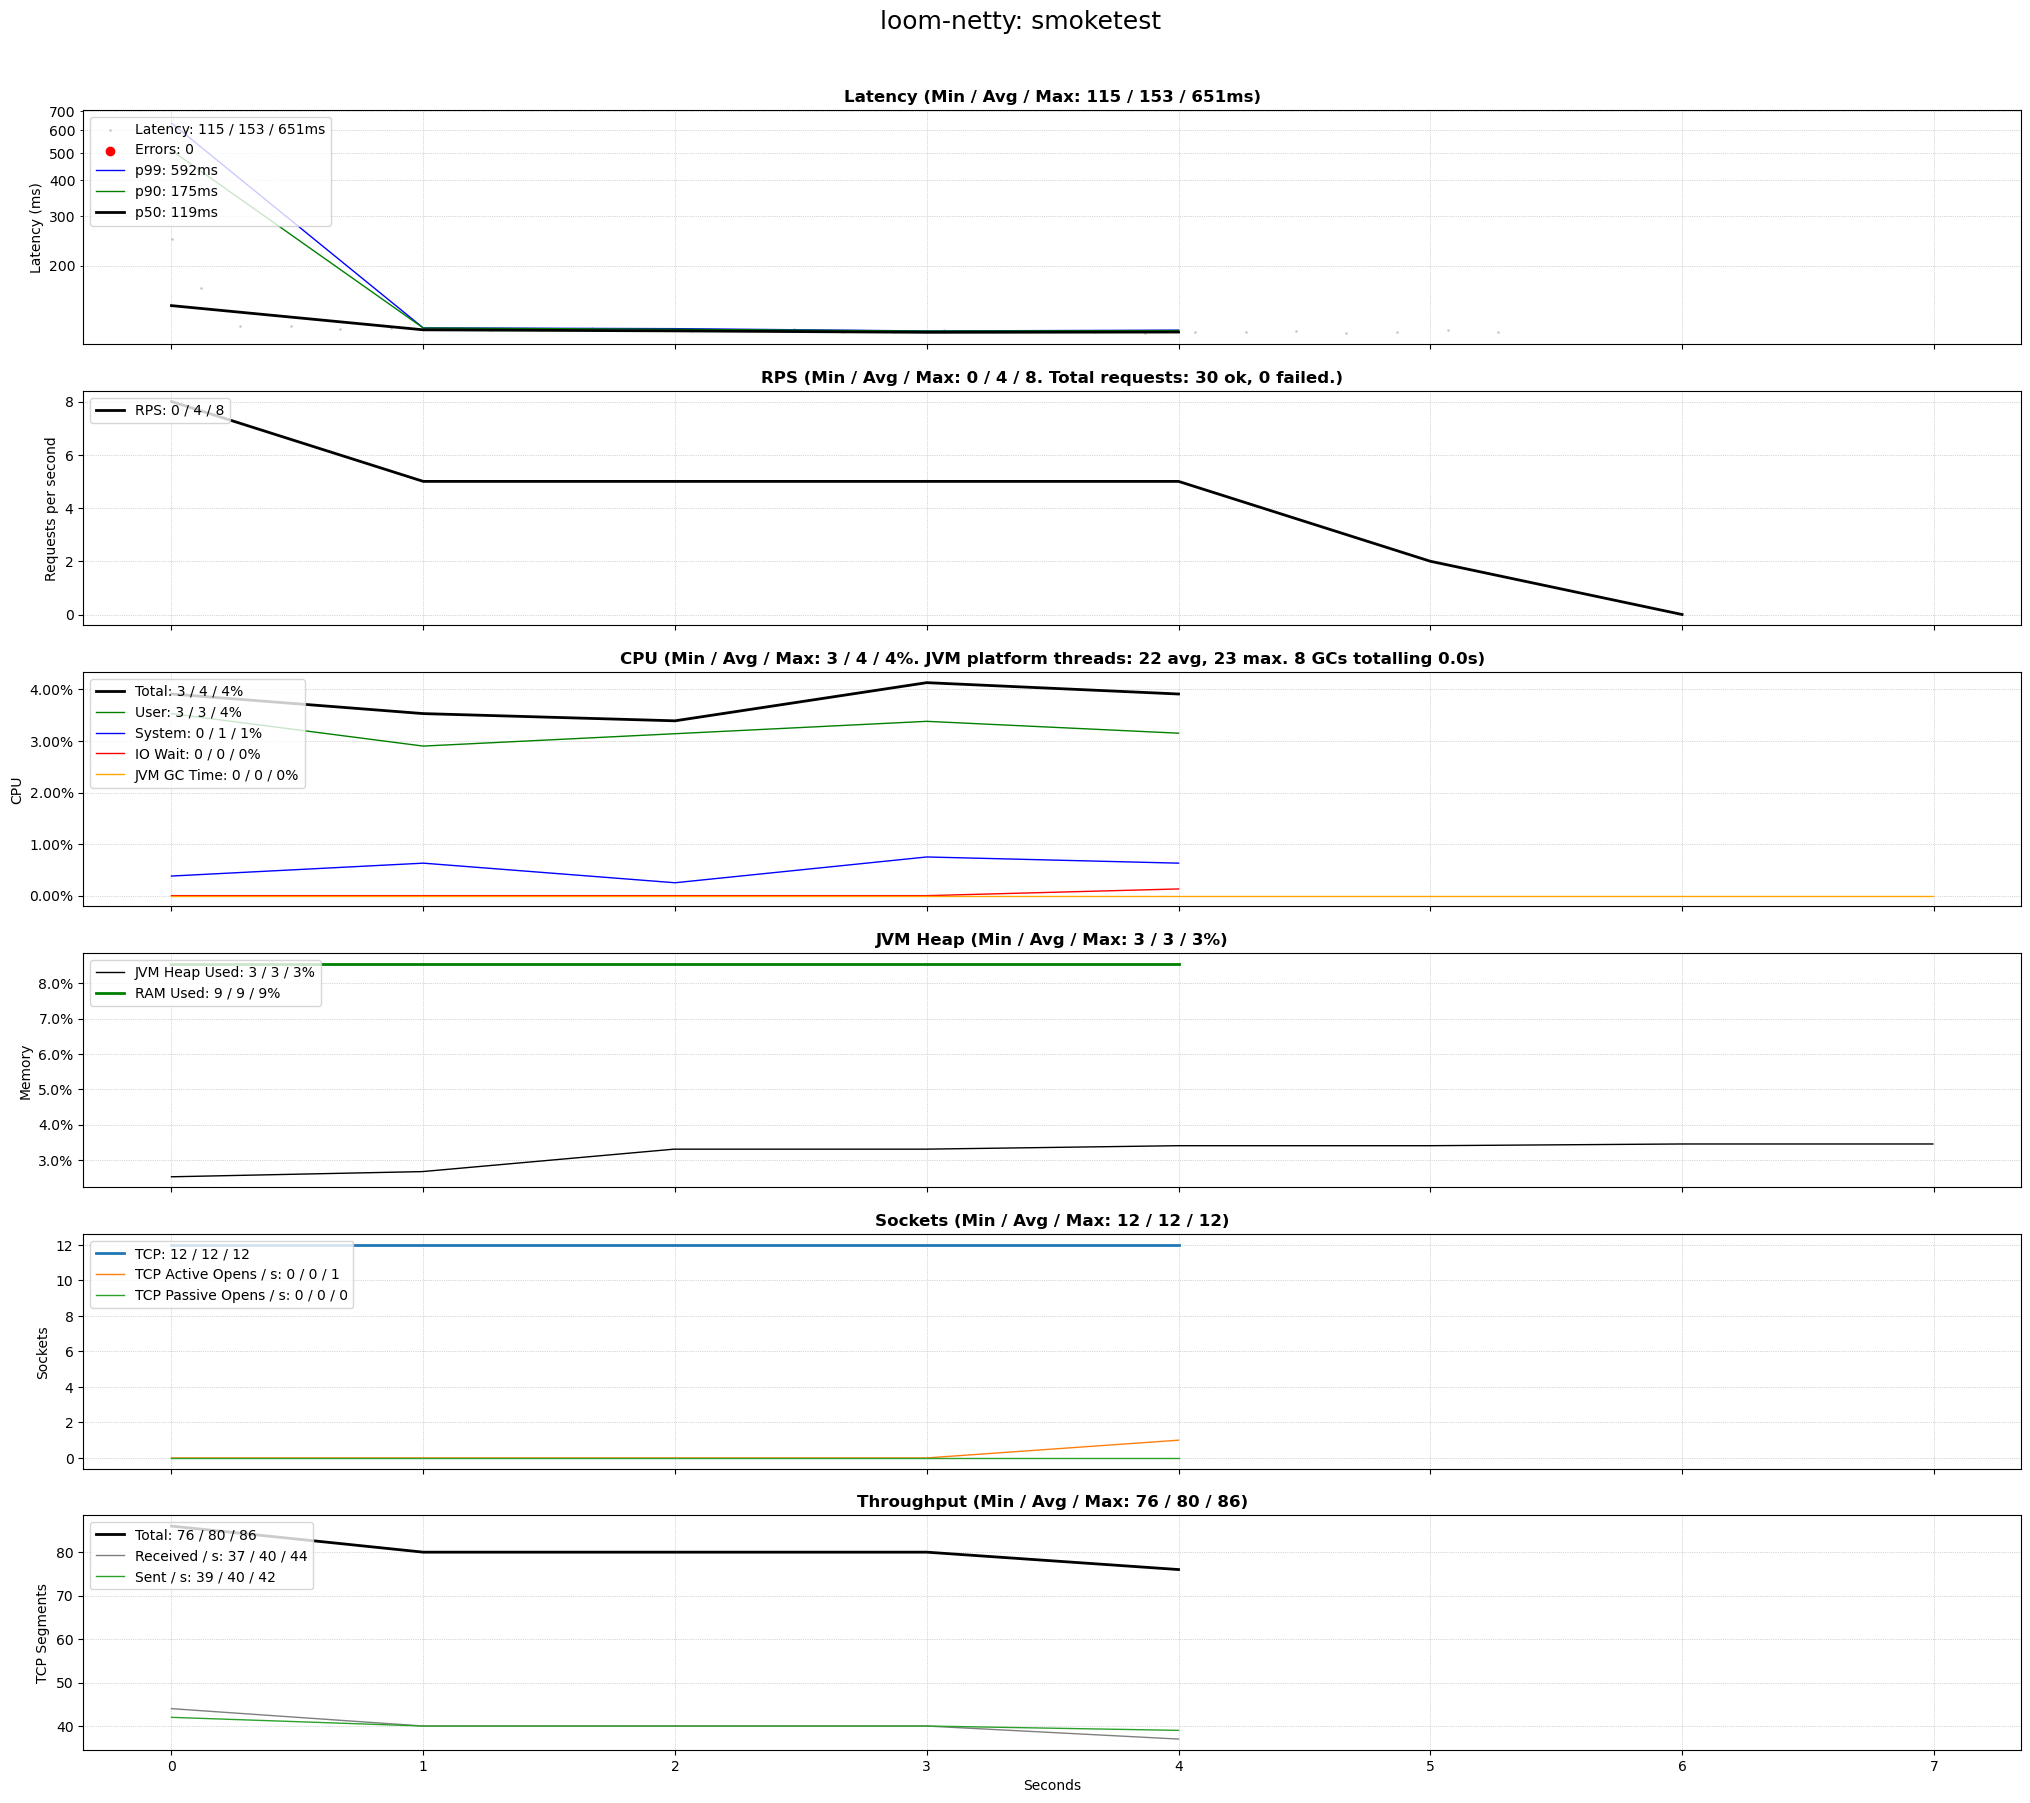 loom-netty: smoketest
Latency (Min / Avg / Max: 115 / 153 / 651ms)
Latency (ms)
700
600
500
400
300
200
Latency: 115 / 153 / 651ms
Errors: 0
p99: 592ms
p90: 175ms
p50: 119ms
RPS (Min / Avg / Max: 0 / 4 / 8. Total requests: 30 ok, 0 failed.)
Requests per second
8
6
4
2
0
RPS: 0 / 4 / 8
CPU (Min / Avg / Max: 3 / 4 / 4%. JVM platform threads: 22 avg, 23 max. 8 GCs totalling 0.0s)
CPU
4.00%
3.00%
2.00%
1.00%
0.00%
Total: 3 / 4 / 4%
User: 3 / 3 / 4%
System: 0 / 1 / 1%
IO Wait: 0 / 0 / 0%
JVM GC Time: 0 / 0 / 0%
JVM Heap (Min / Avg / Max: 3 / 3 / 3%)
Memory
8.0%
7.0%
6.0%
5.0%
4.0%
3.0%
JVM Heap Used: 3 / 3 / 3%
RAM Used: 9 / 9 / 9%
Sockets (Min / Avg / Max: 12 / 12 / 12)
Sockets
12
10
8
6
4
2
0
TCP: 12 / 12 / 12
TCP Active Opens / s: 0 / 0 / 1
TCP Passive Opens / s: 0 / 0 / 0
Throughput (Min / Avg / Max: 76 / 80 / 86)
TCP Segments
80
70
60
50
40
Total: 76 / 80 / 86
Received / s: 37 / 40 / 44
Sent / s: 39 / 40 / 42
0 1 2 3 4 5 6 7
Seconds